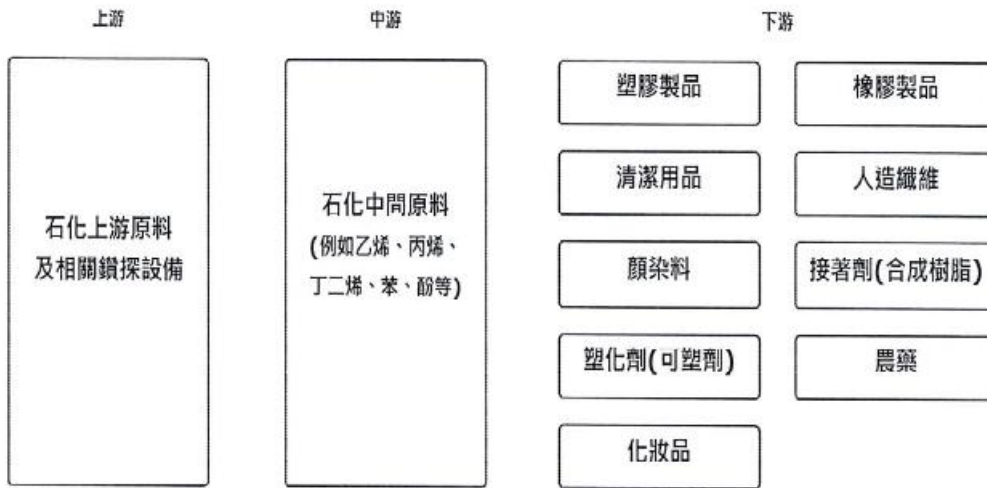 上游
中游
下游
石化上游原料
及相關鑽探設備
石化中間原料
(例如乙烯、丙烯、
丁二烯、苯、酚等)
塑膠製品
橡膠製品
清潔用品
人造纖維
顏染料
接著劑(合成樹脂)
塑化劑(可塑劑)
農藥
化妝品